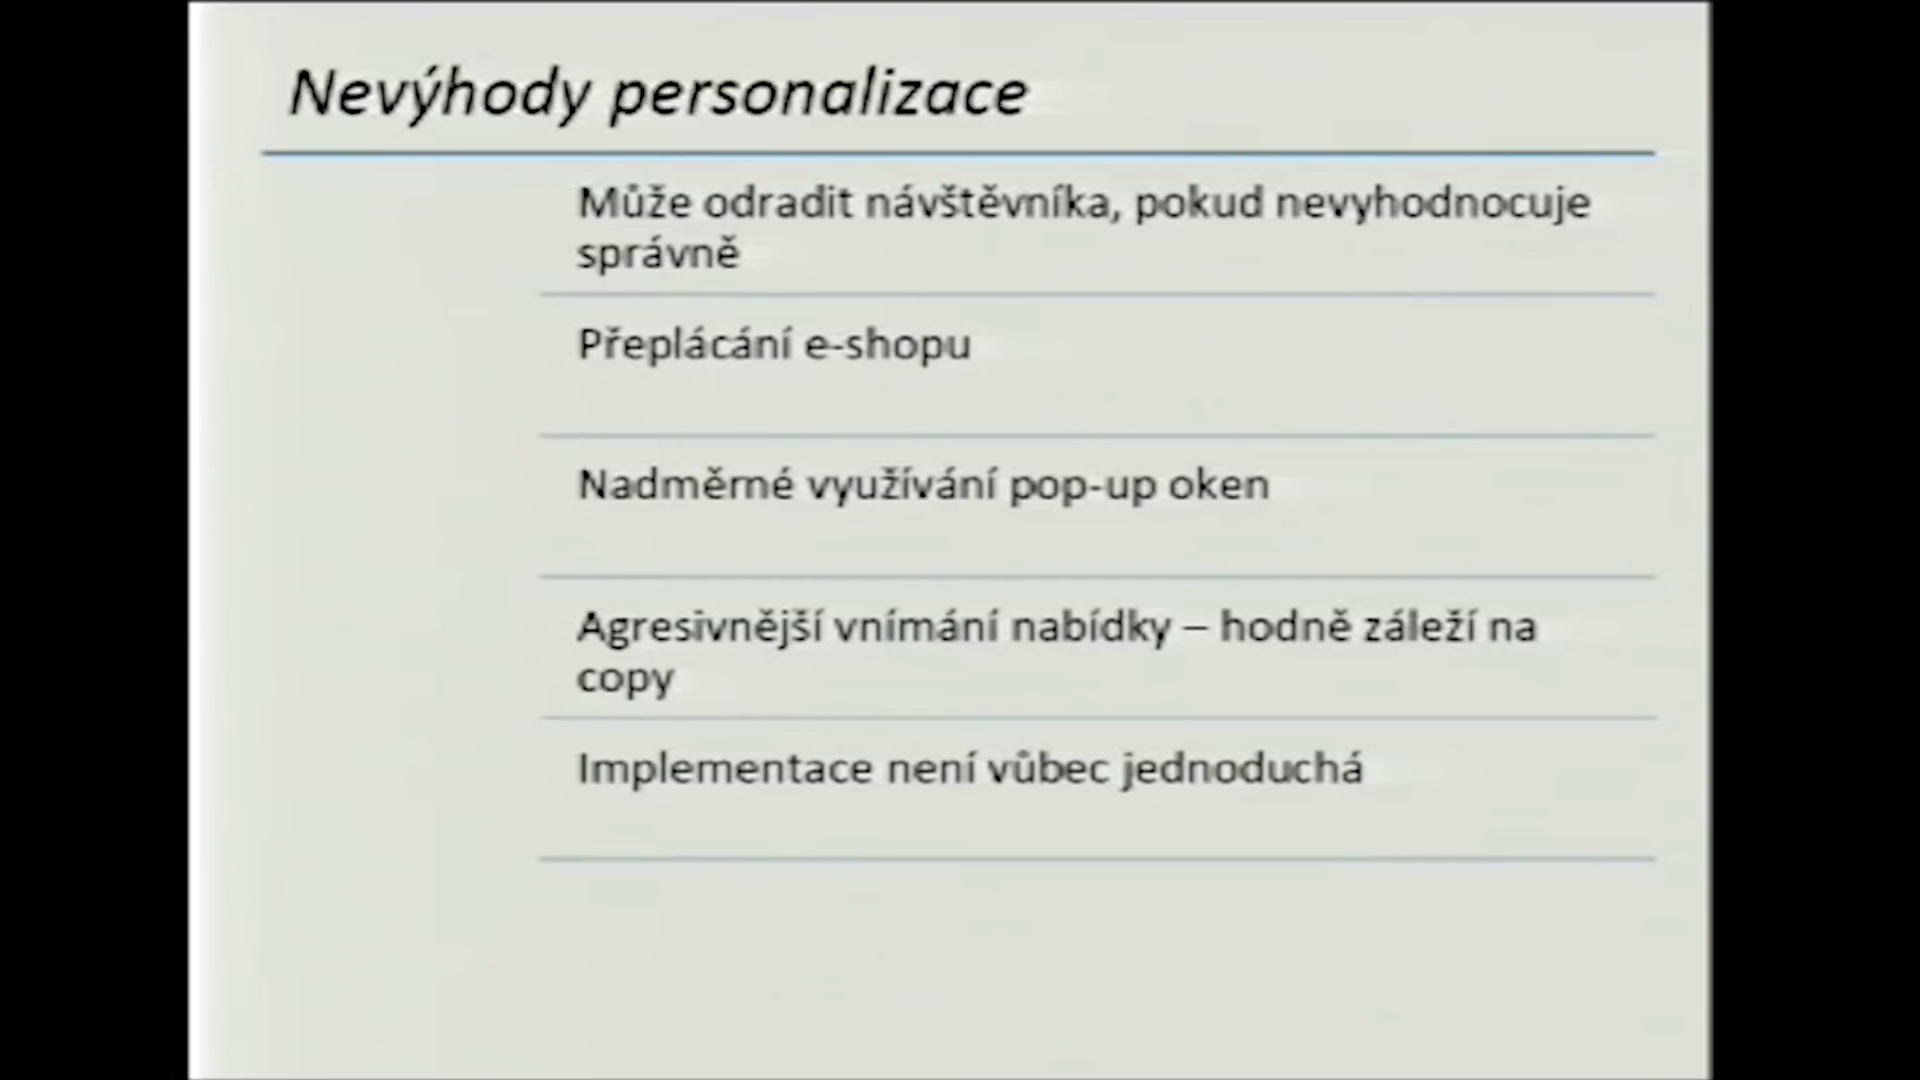 Nevýhody personalizace
Může odradit návštěvníka, pokud nevyhodnocuje
správně
Přeplácání e-shopu
Nadměrné využívání pop-up oken
Agresivnější vnímání nabídky – hodně záleží na
copy
Implementace není vůbec jednoduchá